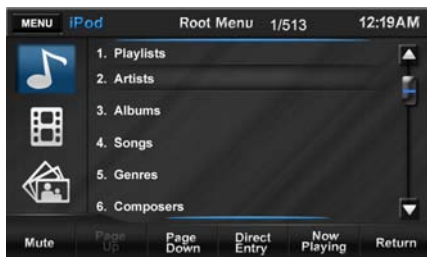 MENU iPod Root Menu 1/513 12:19AM
1. Playlists
2. Artists
3. Albums
4. Songs
5. Genres
6. Composers
Mute Page Up Page Down Direct Entry Now Playing Return